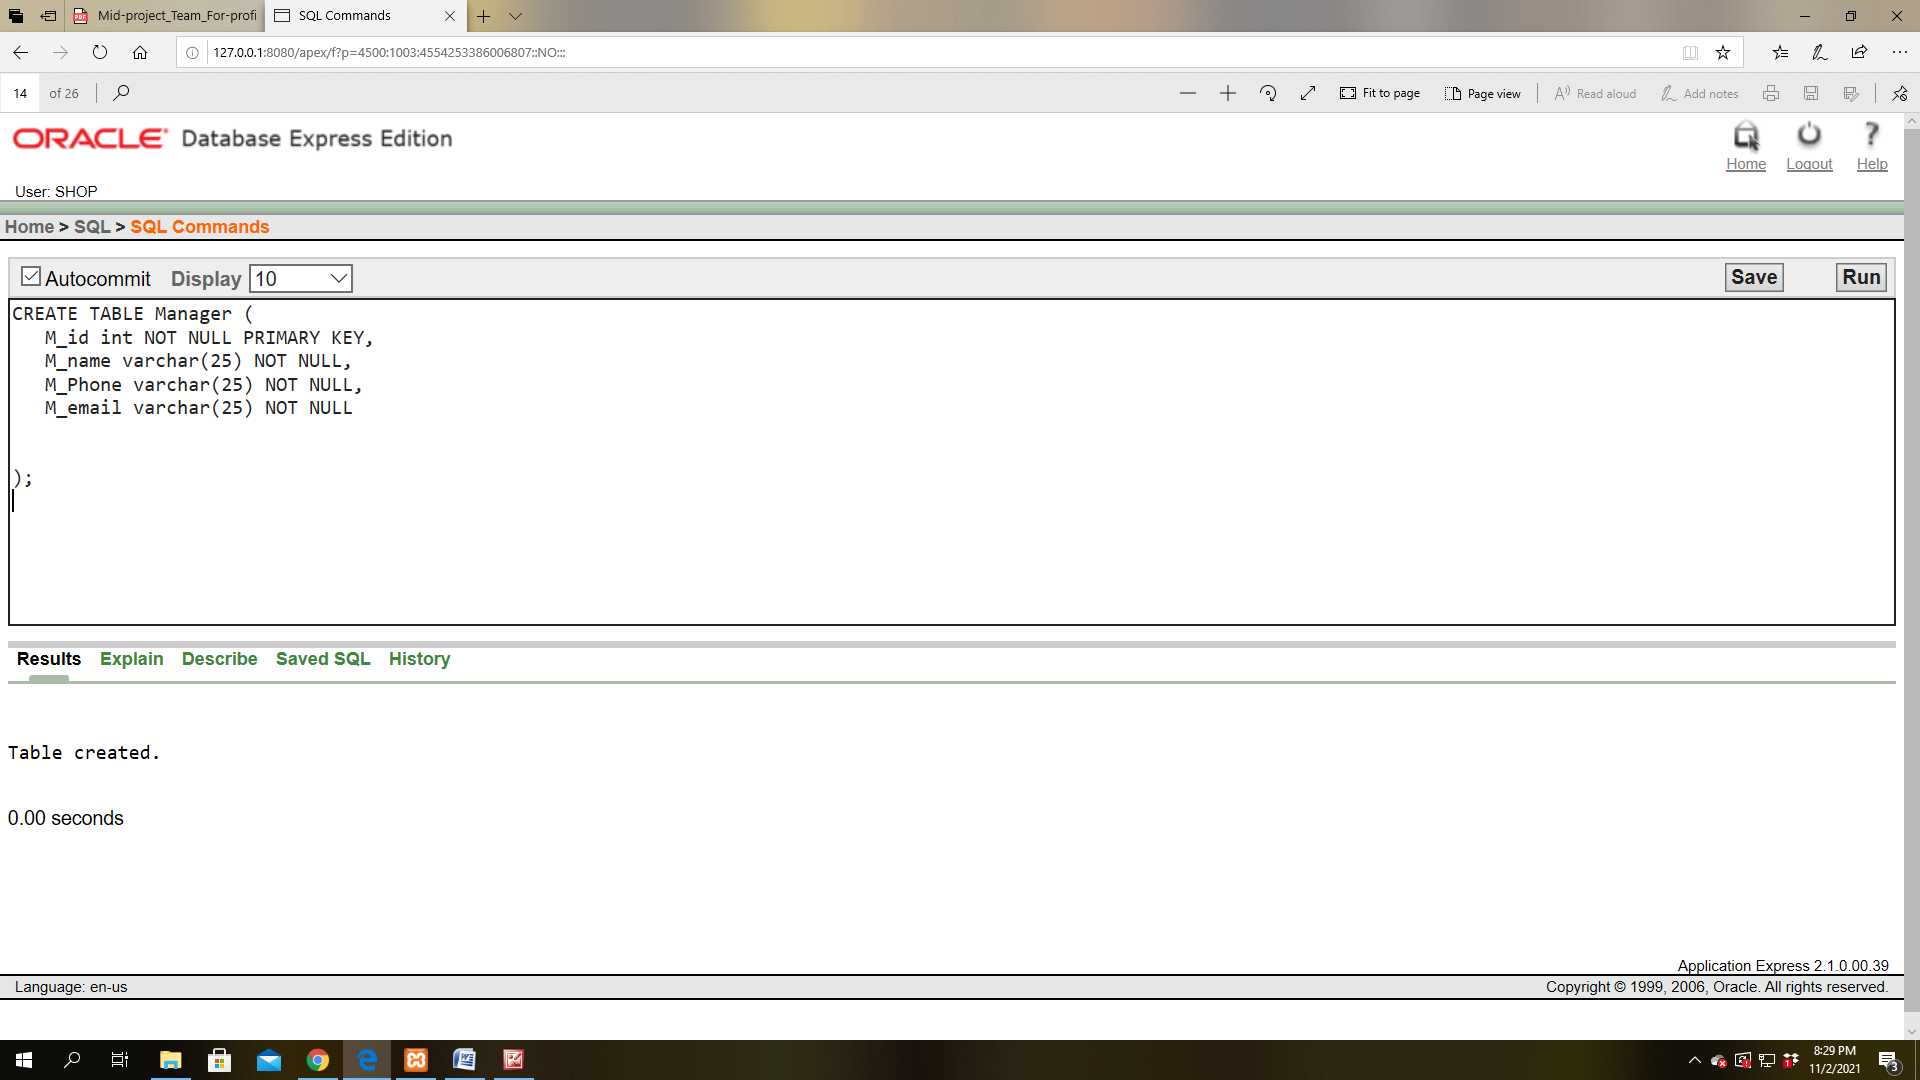 Mid-project_Team_For-profi
SQL Commands
127.0.0.1:8080/apex/f?p=4500:1003:4554253386006807::NO:::
14 of 26
Fit to page
Page view
Read aloud
Add notes
ORACLE Database Express Edition
Home
Logout
Help
User: SHOP
Home > SQL > SQL Commands
Autocommit Display 10
Save
Run
CREATE TABLE Manager (
M_id int NOT NULL PRIMARY KEY,
M_name varchar(25) NOT NULL,
M_Phone varchar(25) NOT NULL,
M_email varchar(25) NOT NULL
);
Results Explain Describe Saved SQL History
Table created.
0.00 seconds
Application Express 2.1.0.00.39
Language: en-us
Copyright © 1999, 2006, Oracle. All rights reserved.
8:29 PM
11/2/2021
3